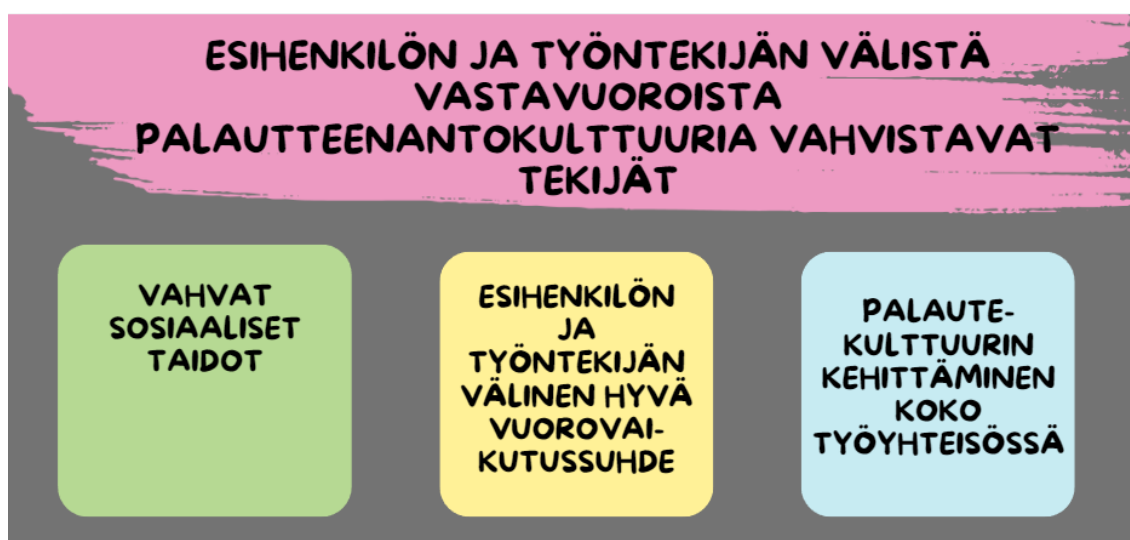 ESIHENKILÖN JA TYÖNTEKIJÄN VÄLISTÄ
VASTAVUOROISTA
PALAUTTEENANTOKULTTUURIA VAHVISTAVAT
TEKIJÄT
VAHVAT
SOSIAALISET
TAIDOT
ESIHENKILÖN
JA
TYÖNTEKIJÄN
VÄLINEN HYVÄ
VUOROVAI-
KUTUSSUHDE
PALAUTE-
KULTTUURIN
KEHITTÄMINEN
KOKO
TYÖYHTEISÖSSÄ